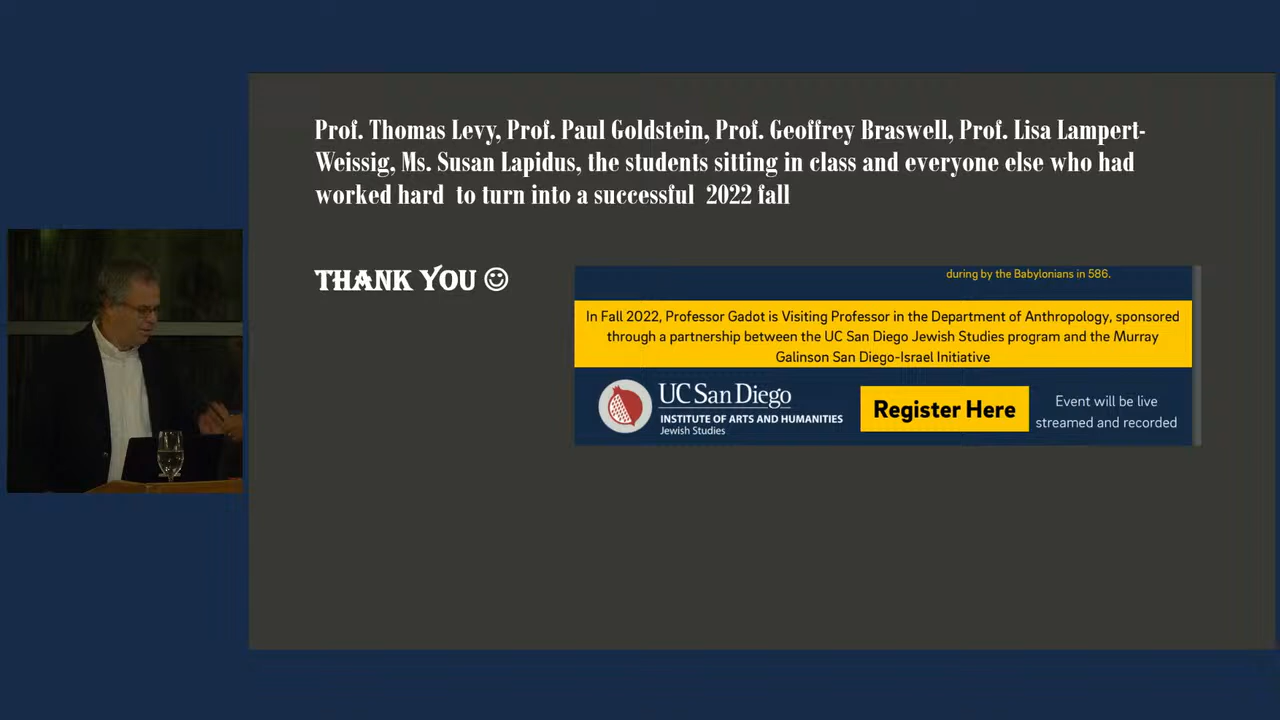 Prof. Thomas Levy, Prof. Paul Goldstein, Prof. Geoffrey Braswell, Prof. Lisa Lampert-
Weissig, Ms. Susan Lapidus, the students sitting in class and everyone else who had
worked hard to turn into a successful 2022 fall
THANK YOU ☺
during by the Babylonians in 586.
In Fall 2022, Professor Gadot is Visiting Professor in the Department of Anthropology, sponsored
through a partnership between the UC San Diego Jewish Studies program and the Murray
Galinson San Diego-Israel Initiative
UC San Diego
INSTITUTE OF ARTS AND HUMANITIES
Jewish Studies
Register Here
Event will be live
streamed and recorded